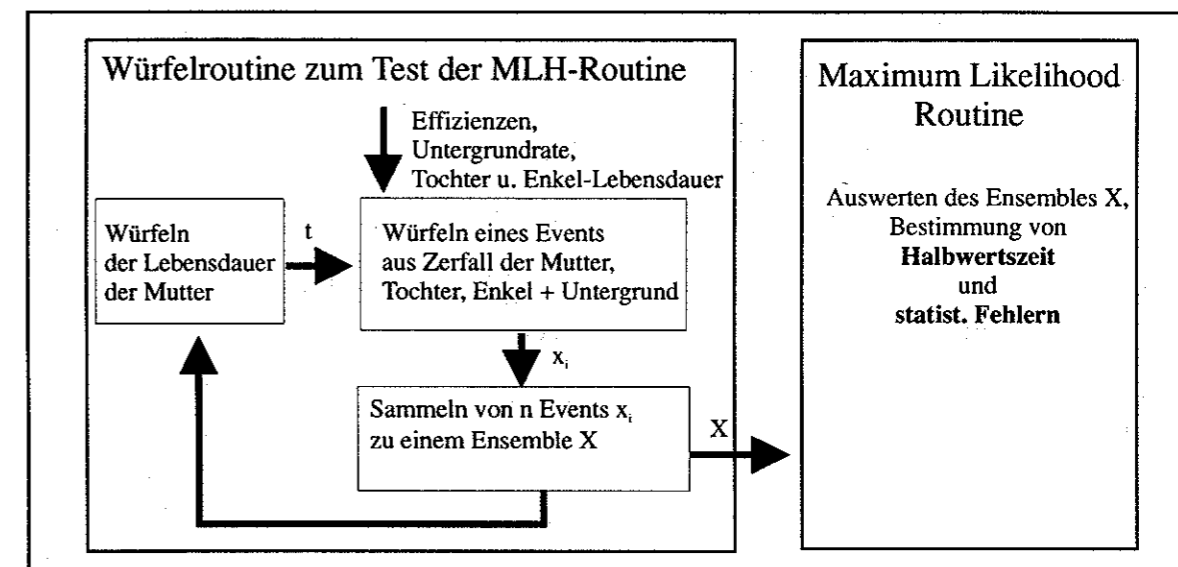 Würfelroutine zum Test der MLH-Routine
Effizienzen,
Untergrundrate,
Tochter u. Enkel-Lebensdauer
Würfeln
der Lebensdauer
der Mutter
t
Würfeln eines Events
aus Zerfall der Mutter,
Tochter, Enkel + Untergrund
x_i
Sammeln von n Events x_i
zu einem Ensemble X
X
Maximum Likelihood
Routine
Auswerten des Ensembles X,
Bestimmung von
Halbwertszeit
und
statist. Fehlern